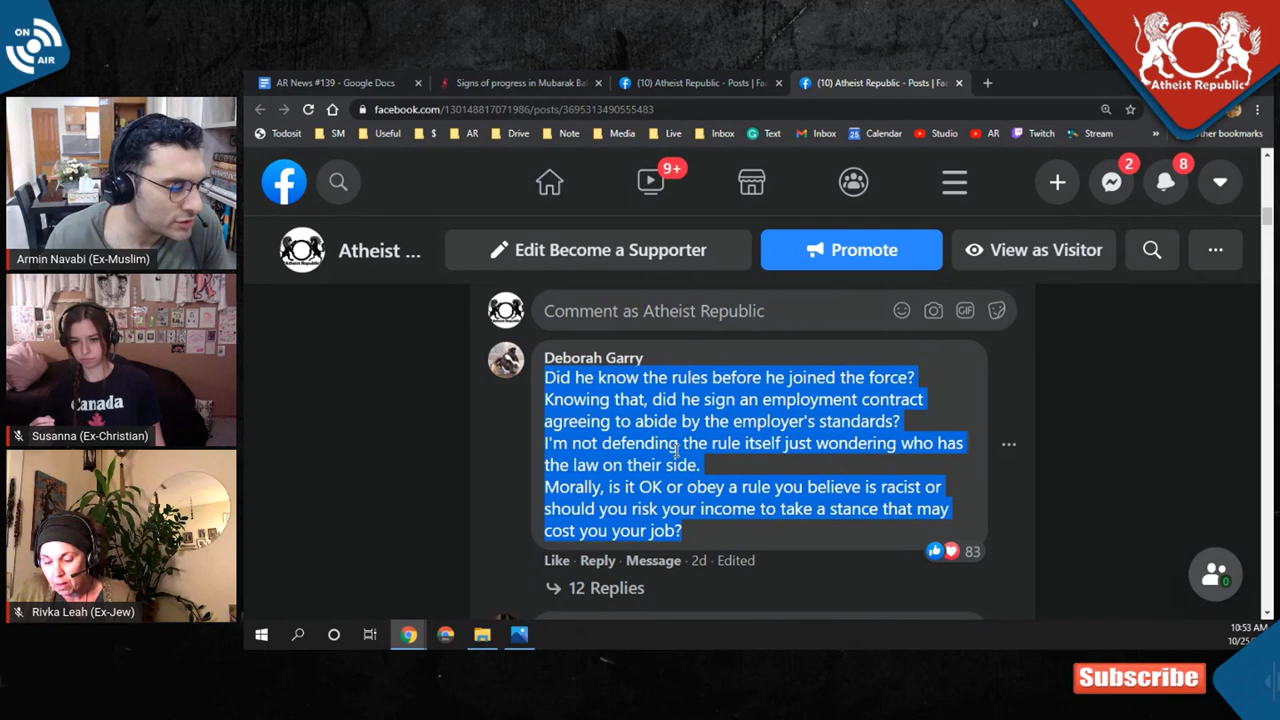 ON
AIR
AR News #139 - Google Docs
Signs of progress in Mubarak Ba
(10) Atheist Republic - Posts | Fac
(10) Atheist Republic - Posts | Fac
Atheist Republic
facebook.com/130148817071986/posts/3695313490555483
Todosit
SM
Useful
$
AR
Drive
Note
Media
Live
Inbox
Text
Inbox
Calendar
Studio
AR
Twitch
Stream
»
other bookmarks
9+
2
8
Atheist ...
Edit Become a Supporter
Promote
View as Visitor
Comment as Atheist Republic
GIF
Deborah Garry
Did he know the rules before he joined the force?
Knowing that, did he sign an employment contract
agreeing to abide by the employer's standards?
I'm not defending the rule itself just wondering who has
the law on their side.
Morally, is it OK or obey a rule you believe is racist or
should you risk your income to take a stance that may
cost you your job?
83
Like · Reply · Message · 2d · Edited
12 Replies
0
10:53 AM
10/25/
Armin Navabi (Ex-Muslim)
Canada
Susanna (Ex-Christian)
Rivka Leah (Ex-Jew)
Subscribe